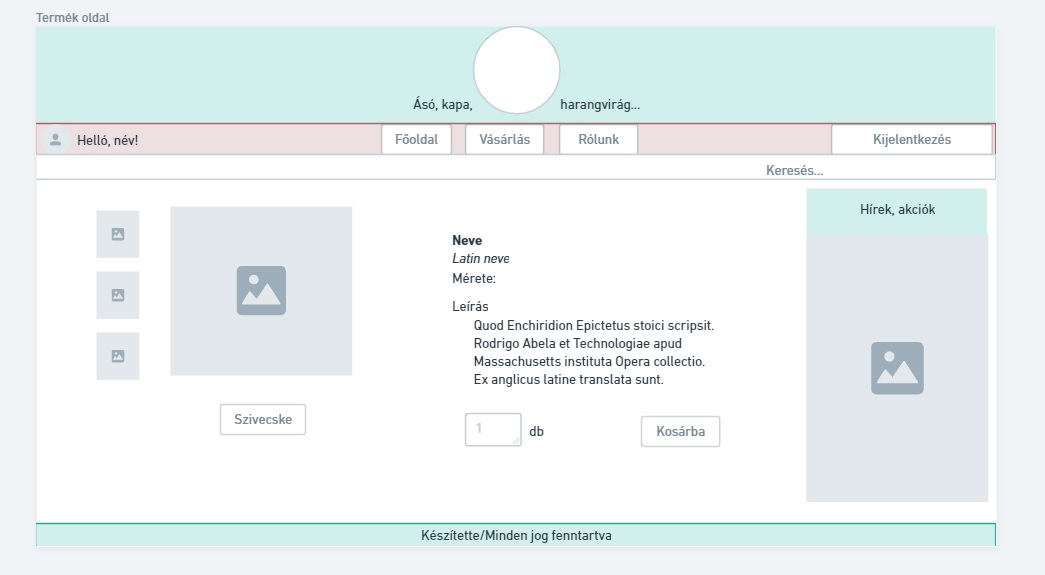 Termék oldal
Ásó, kapa, harangvirág...
Helló, név! Főoldal Vásárlás Rólunk Kijelentkezés
Keresés...
Hírek, akciók
Neve
Latin neve
Mérete:
Leírás
Quod Enchiridion Epictetus stoici scripsit.
Rodrigo Abela et Technologiae apud
Massachusetts instituta Opera collectio.
Ex anglicus latine translata sunt.
Szivecske
1 db Kosárba
Készítette/Minden jog fenntartva